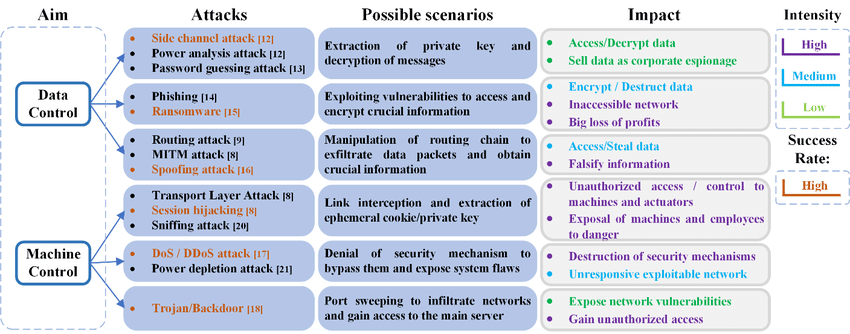 Aim
Attacks
Possible scenarios
Impact
Intensity
Data
Control
• Side channel attack [12]
• Power analysis attack [12]
• Password guessing attack [13]
Extraction of private key and
decryption of messages
• Access/Decrypt data
• Sell data as corporate espionage
• Phishing [14]
• Ransomware [15]
Exploiting vulnerabilities to access and
encrypt crucial information
• Encrypt / Destruct data
• Inaccessible network
• Big loss of profits
• Routing attack [9]
• MITM attack [8]
• Spoofing attack [16]
Manipulation of routing chain to
exfiltrate data packets and obtain
crucial information
• Access/Steal data
• Falsify information
Machine
Control
• Transport Layer Attack [8]
• Session hijacking [8]
• Sniffing attack [20]
Link interception and extraction of
ephemeral cookie/private key
• Unauthorized access / control to
machines and actuators
• Exposal of machines and employees
to danger
• DoS / DDoS attack [17]
• Power depletion attack [21]
Denial of security mechanism to
bypass them and expose system flaws
• Destruction of security mechanisms
• Unresponsive exploitable network
• Trojan/Backdoor [18]
Port sweeping to infiltrate networks
and gain access to the main server
• Expose network vulnerabilities
• Gain unauthorized access
High
Medium
Low
Success
Rate:
High